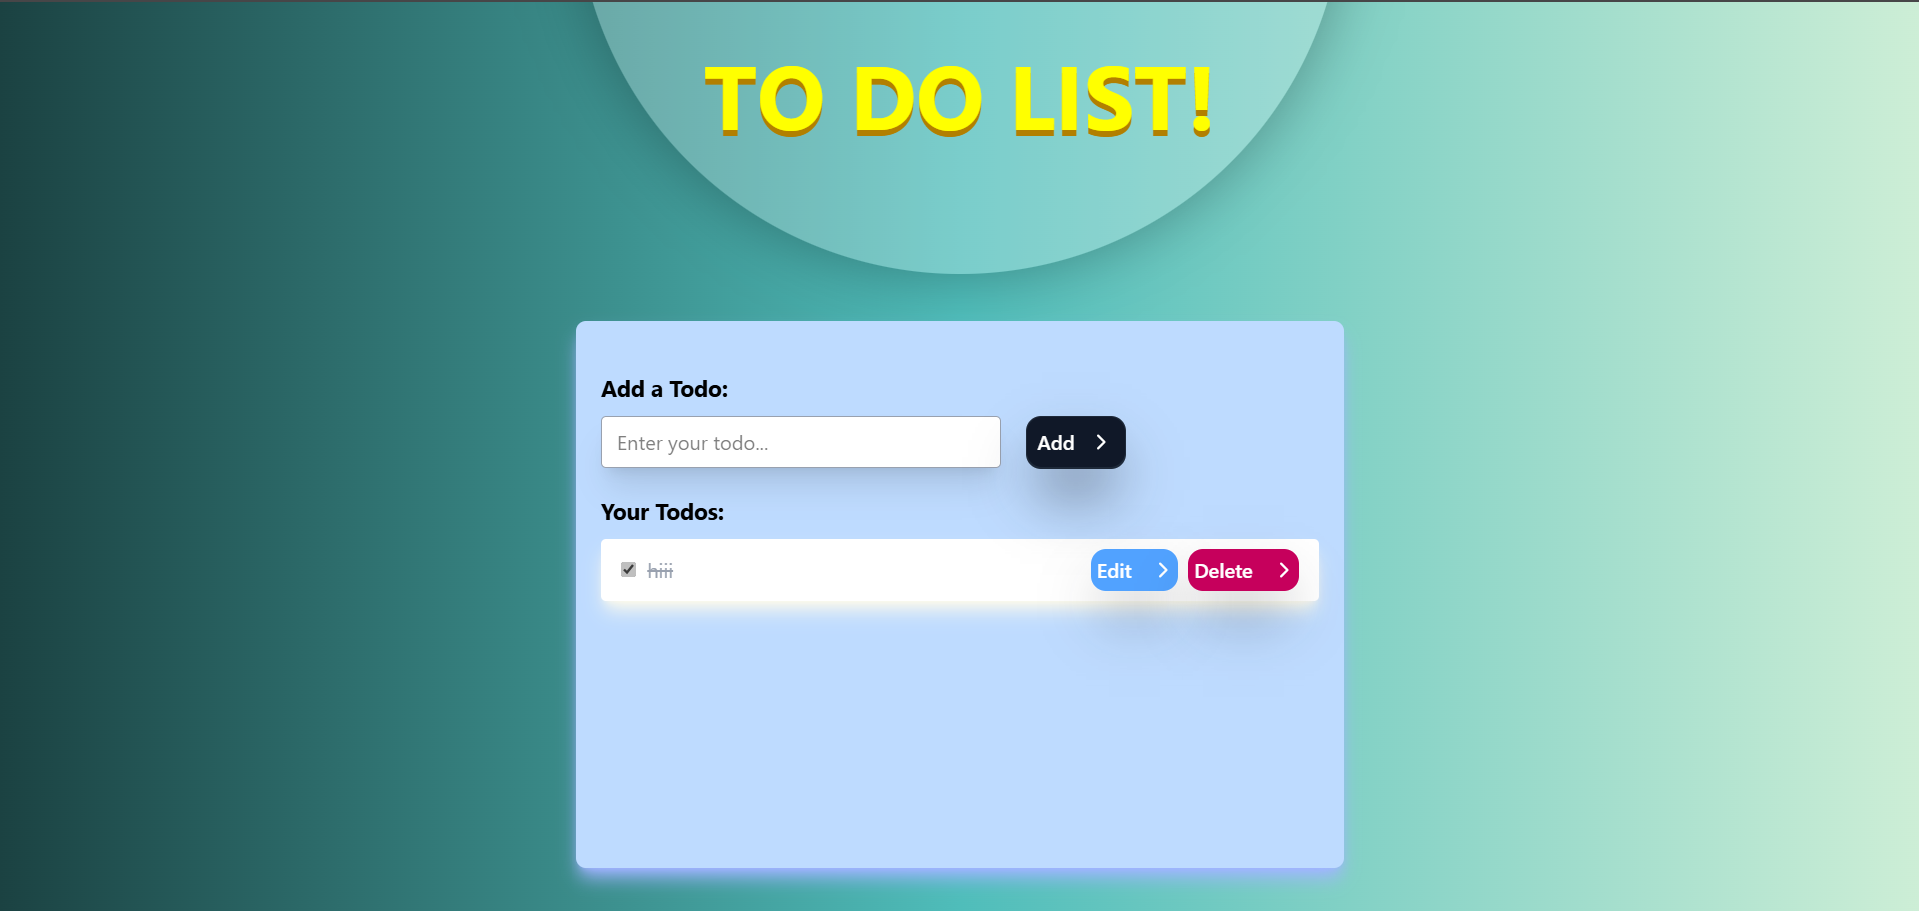 TO DO LIST!
Add a Todo:
Enter your todo...
Add
Your Todos:
hiii
Edit
Delete